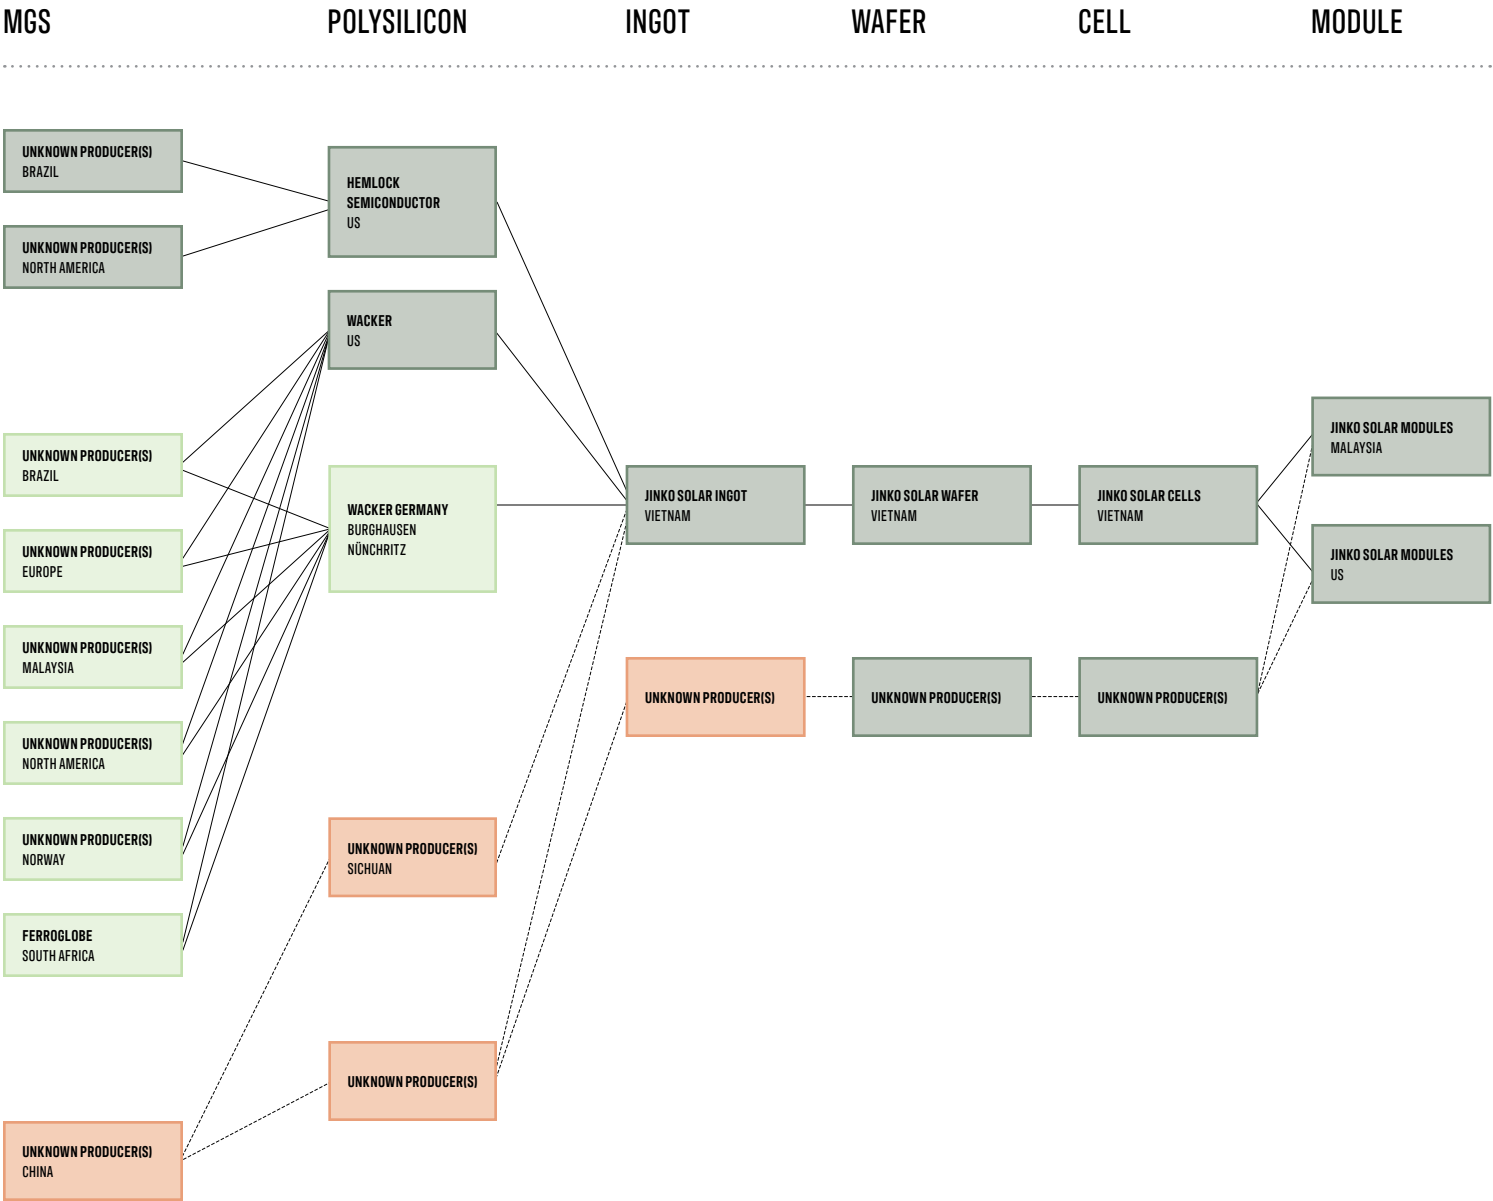 MGS
POLYSILICON
INGOT
WAFER
CELL
MODULE
UNKNOWN PRODUCER(S)
BRAZIL
UNKNOWN PRODUCER(S)
NORTH AMERICA
UNKNOWN PRODUCER(S)
BRAZIL
UNKNOWN PRODUCER(S)
EUROPE
UNKNOWN PRODUCER(S)
MALAYSIA
UNKNOWN PRODUCER(S)
NORTH AMERICA
UNKNOWN PRODUCER(S)
NORWAY
FERROGLOBE
SOUTH AFRICA
UNKNOWN PRODUCER(S)
CHINA
HEMLOCK
SEMICONDUCTOR
US
WACKER
US
WACKER GERMANY
BURGHAUSEN
NÜNCHRITZ
UNKNOWN PRODUCER(S)
SICHUAN
UNKNOWN PRODUCER(S)
JINKO SOLAR INGOT
VIETNAM
UNKNOWN PRODUCER(S)
JINKO SOLAR WAFER
VIETNAM
UNKNOWN PRODUCER(S)
JINKO SOLAR CELLS
VIETNAM
UNKNOWN PRODUCER(S)
JINKO SOLAR MODULES
MALAYSIA
JINKO SOLAR MODULES
US